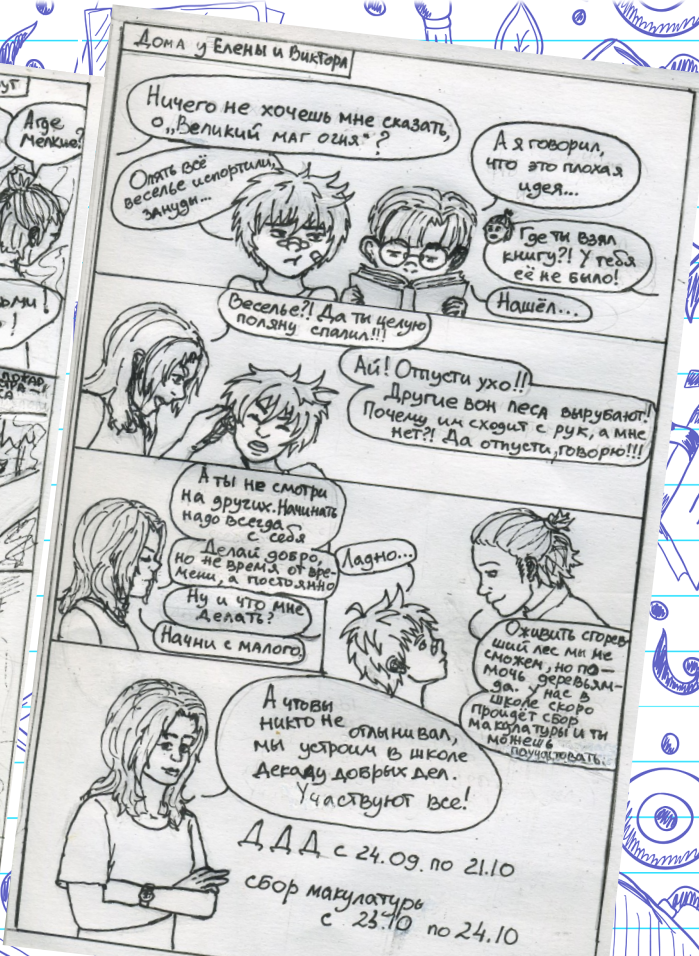 Дома у Елены и Виктора
Ничего не хочешь мне сказать,
о „Великий маг огня“?
Опять всё
веселье испортили,
зануды...
А я говорил,
что это плохая
идея...
Где ты взял
книгу?! У тебя
её не было!
Нашёл...
Веселье?! Да ты целую
поляну спалил!!!
Ай! Отпусти ухо!!
Другие вон леса вырубают!
Почему им сходит с рук, а мне
нет?! Да отпусти, говорю!!!
А ты не смотри
на других. Начинать
надо всегда
с себя
Делай добро,
но не время от вре-
мени, а постоянно
Ну и что мне
делать?
Начни с малого.
Ладно...
Оживить сгорев-
ший лес мы не
сможем, но по-
мочь деревьям-
да. У нас в
школе скоро
пройдёт сбор
макулатуры и ты
можешь
поучаствовать.
А чтобы
никто не
отлынивал,
мы устроим в школе
декаду добрых дел.
Участвуют все!
ДДД с 24.09. по 21.10
сбор макулатуры
с 23.10 по 24.10
А где
мелкие?